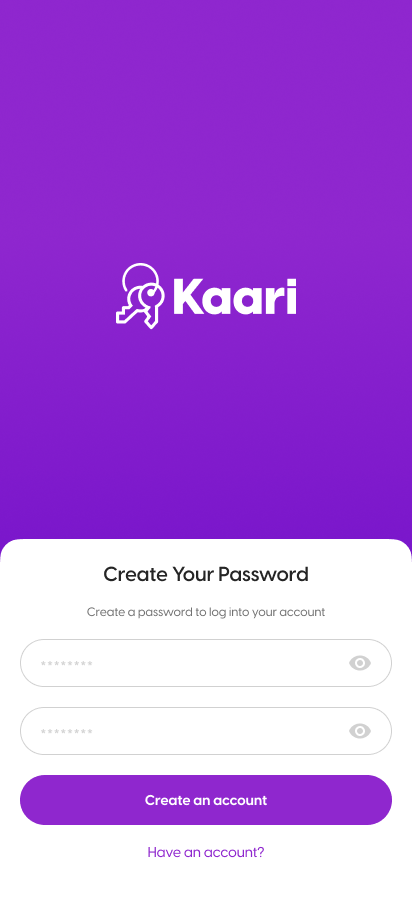 Kaari
Create Your Password
Create a password to log into your account
********
********
Create an account
Have an account?